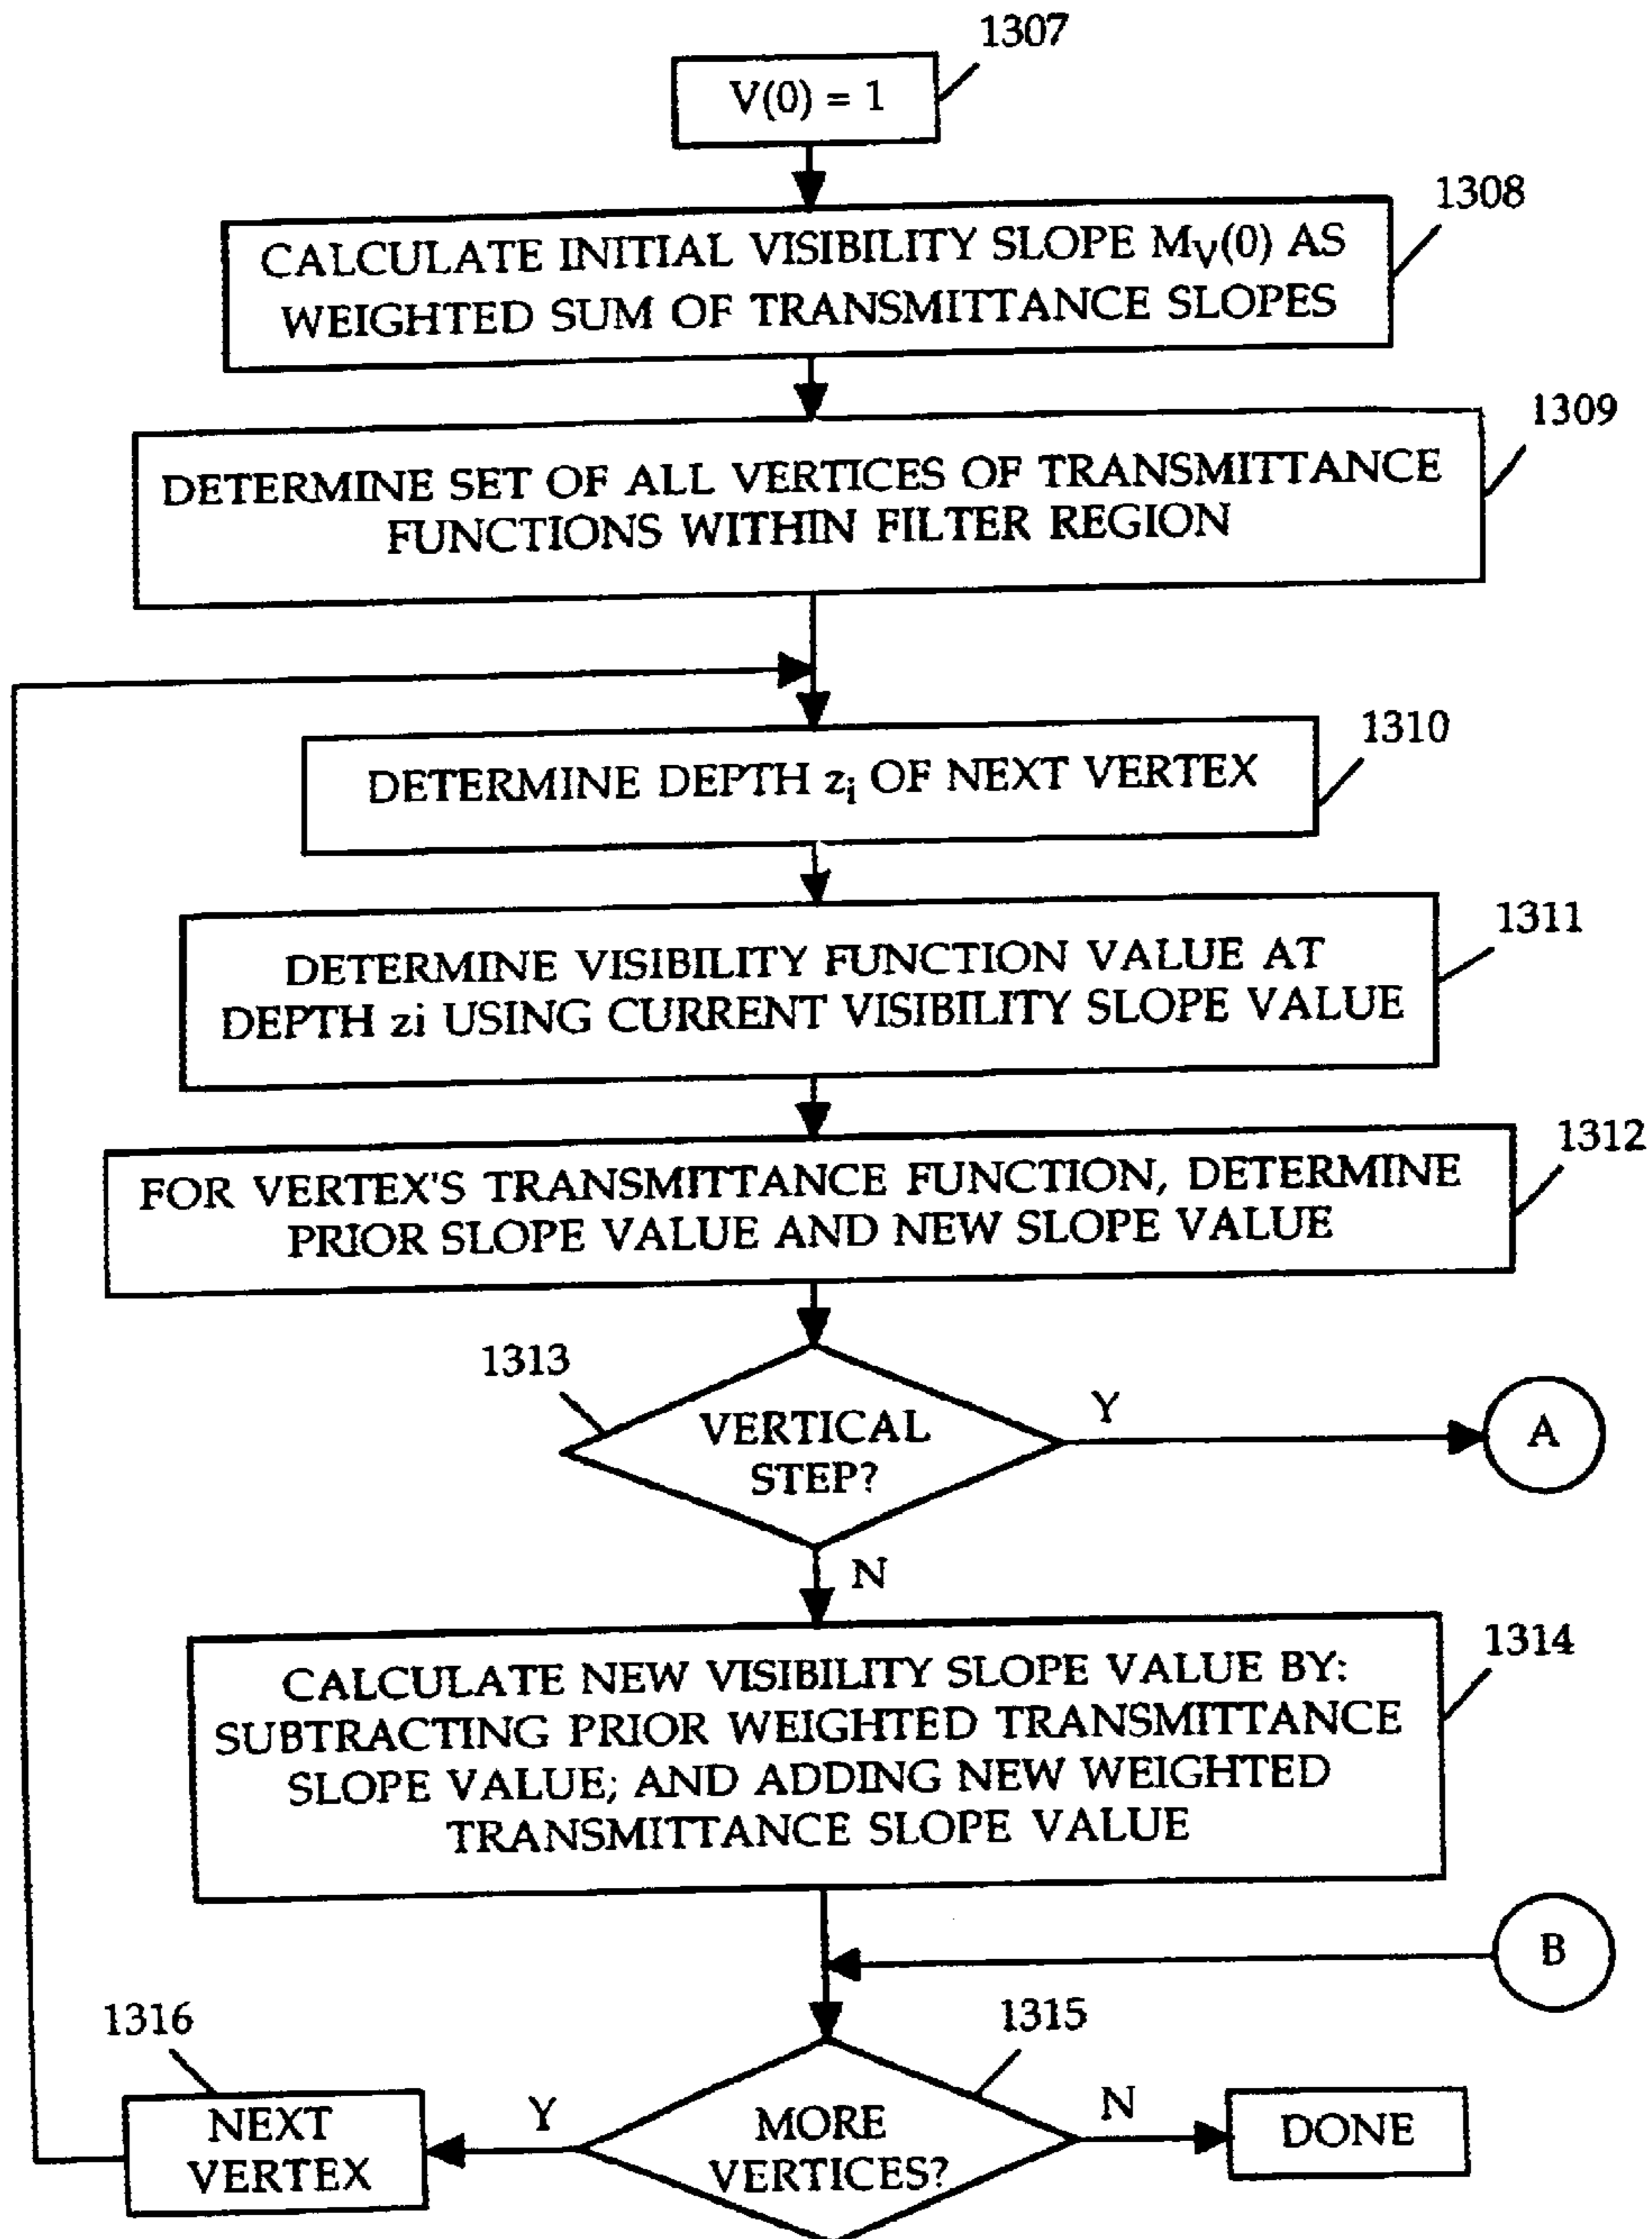 1307
V(0) = 1
1308
CALCULATE INITIAL VISIBILITY SLOPE MV(0) AS
WEIGHTED SUM OF TRANSMITTANCE SLOPES
1309
DETERMINE SET OF ALL VERTICES OF TRANSMITTANCE
FUNCTIONS WITHIN FILTER REGION
1310
DETERMINE DEPTH zi OF NEXT VERTEX
1311
DETERMINE VISIBILITY FUNCTION VALUE AT
DEPTH zi USING CURRENT VISIBILITY SLOPE VALUE
1312
FOR VERTEX'S TRANSMITTANCE FUNCTION, DETERMINE
PRIOR SLOPE VALUE AND NEW SLOPE VALUE
1313
VERTICAL
STEP?
Y
A
N
1314
CALCULATE NEW VISIBILITY SLOPE VALUE BY:
SUBTRACTING PRIOR WEIGHTED TRANSMITTANCE
SLOPE VALUE; AND ADDING NEW WEIGHTED
TRANSMITTANCE SLOPE VALUE
B
1316
1315
NEXT
VERTEX
Y
MORE
VERTICES?
N
DONE